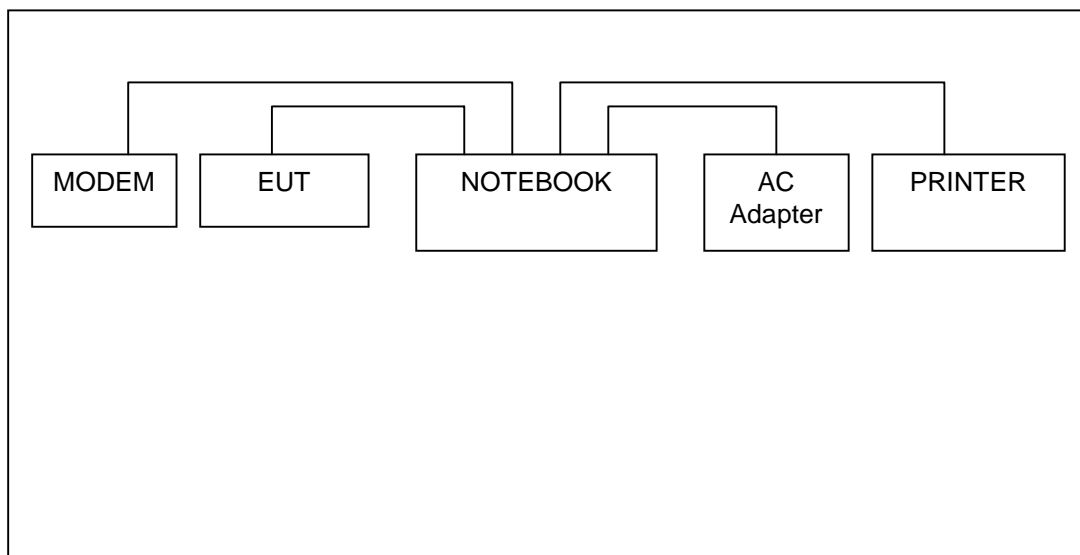 MODEM
EUT
NOTEBOOK
AC
Adapter
PRINTER